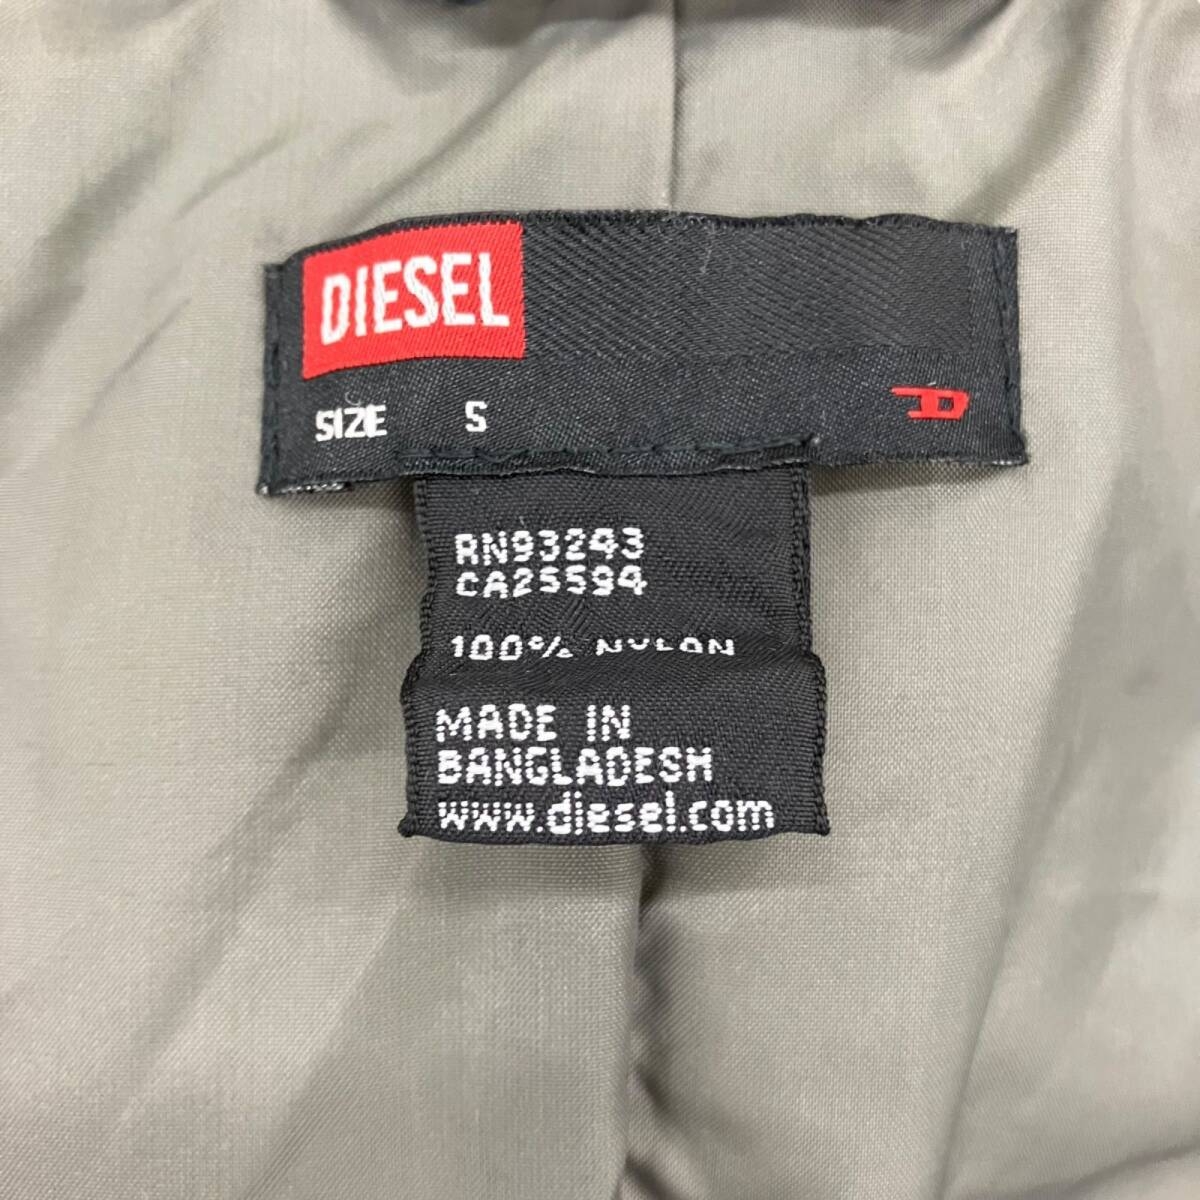 DIESEL
SIZE S
RN93243
CA25594
100% NYLON
MADE IN
BANGLADESH
www.diesel.com